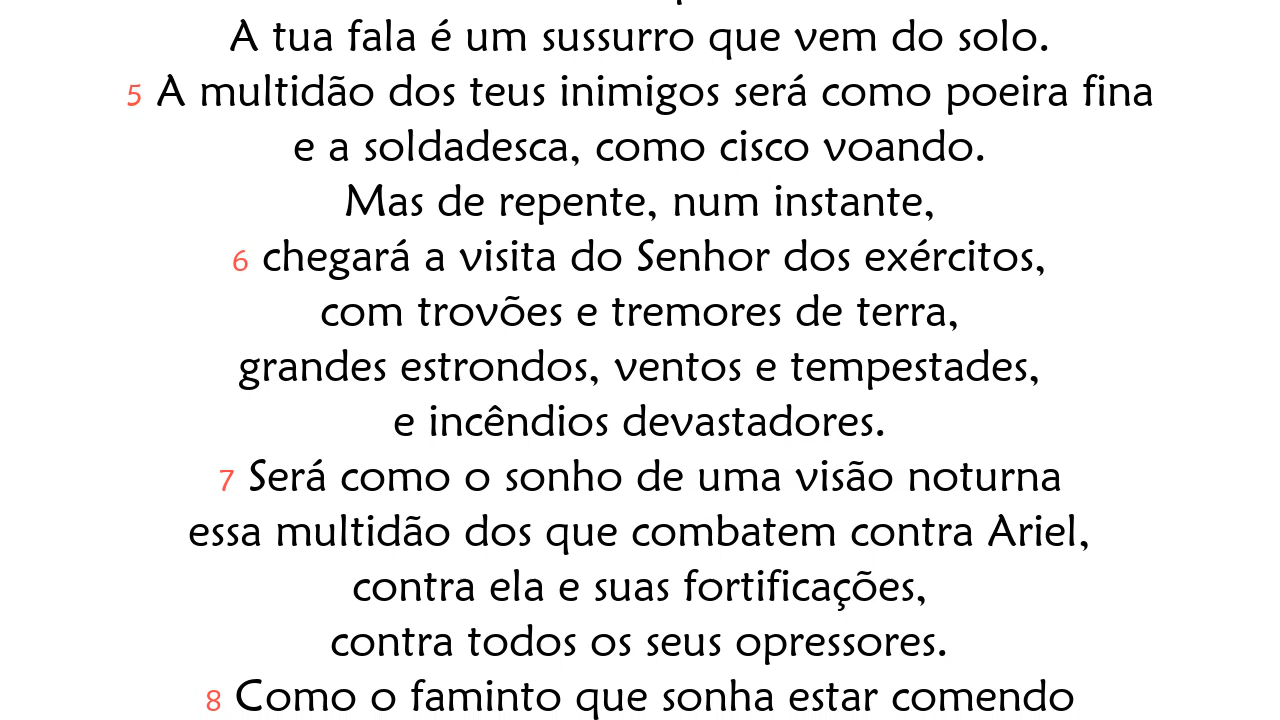 A tua fala é um sussurro que vem do solo.
5 A multidão dos teus inimigos será como poeira fina
e a soldadesca, como cisco voando.
Mas de repente, num instante,
6 chegará a visita do Senhor dos exércitos,
com trovões e tremores de terra,
grandes estrondos, ventos e tempestades,
e incêndios devastadores.
7 Será como o sonho de uma visão noturna
essa multidão dos que combatem contra Ariel,
contra ela e suas fortificações,
contra todos os seus opressores.
8 Como o faminto que sonha estar comendo